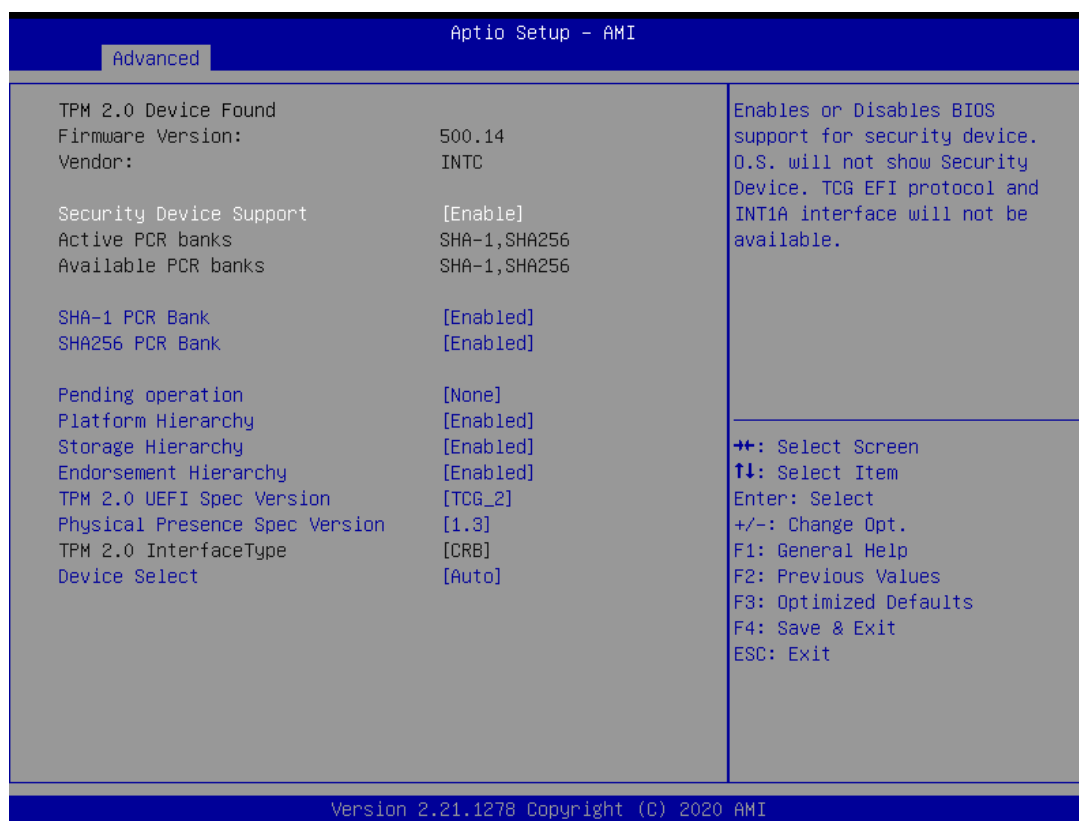 Aptio Setup – AMI
Advanced
TPM 2.0 Device Found
Firmware Version: 500.14
Vendor: INTC
Security Device Support [Enable]
Active PCR banks SHA-1,SHA256
Available PCR banks SHA-1,SHA256
SHA-1 PCR Bank [Enabled]
SHA256 PCR Bank [Enabled]
Pending operation [None]
Platform Hierarchy [Enabled]
Storage Hierarchy [Enabled]
Endorsement Hierarchy [Enabled]
TPM 2.0 UEFI Spec Version [TCG_2]
Physical Presence Spec Version [1.3]
TPM 2.0 InterfaceType [CRB]
Device Select [Auto]
Enables or Disables BIOS
support for security device.
O.S. will not show Security
Device. TCG EFI protocol and
INT1A interface will not be
available.
→←: Select Screen
↑↓: Select Item
Enter: Select
+/-: Change Opt.
F1: General Help
F2: Previous Values
F3: Optimized Defaults
F4: Save & Exit
ESC: Exit
Version 2.21.1278 Copyright (C) 2020 AMI